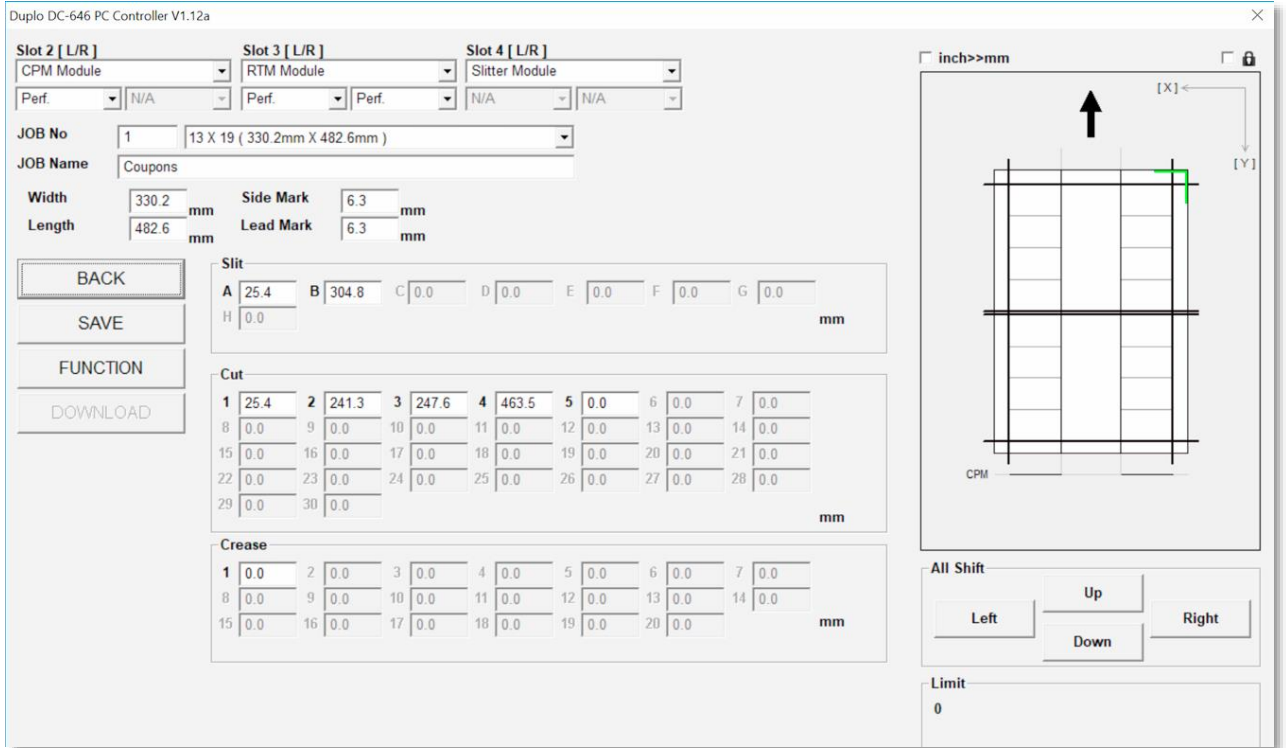 Duplo DC-646 PC Controller V1.12a
Slot 2 [ L/R ] Slot 3 [ L/R ] Slot 4 [ L/R ]
CPM Module RTM Module Slitter Module
Perf. N/A Perf. Perf. N/A N/A
JOB No 1 13 X 19 ( 330.2mm X 482.6mm )
JOB Name Coupons
Width 330.2 mm Side Mark 6.3 mm
Length 482.6 mm Lead Mark 6.3 mm
BACK
SAVE
FUNCTION
DOWNLOAD
Slit
A 25.4 B 304.8 C 0.0 D 0.0 E 0.0 F 0.0 G 0.0
H 0.0 mm
Cut
1 25.4 2 241.3 3 247.6 4 463.5 5 0.0 6 0.0 7 0.0
8 0.0 9 0.0 10 0.0 11 0.0 12 0.0 13 0.0 14 0.0
15 0.0 16 0.0 17 0.0 18 0.0 19 0.0 20 0.0 21 0.0
22 0.0 23 0.0 24 0.0 25 0.0 26 0.0 27 0.0 28 0.0
29 0.0 30 0.0
mm
Crease
1 0.0 2 0.0 3 0.0 4 0.0 5 0.0 6 0.0 7 0.0
8 0.0 9 0.0 10 0.0 11 0.0 12 0.0 13 0.0 14 0.0
15 0.0 16 0.0 17 0.0 18 0.0 19 0.0 20 0.0 mm
inch>>mm
[X]
[Y]
CPM
All Shift
Up
Left Right
Down
Limit
0